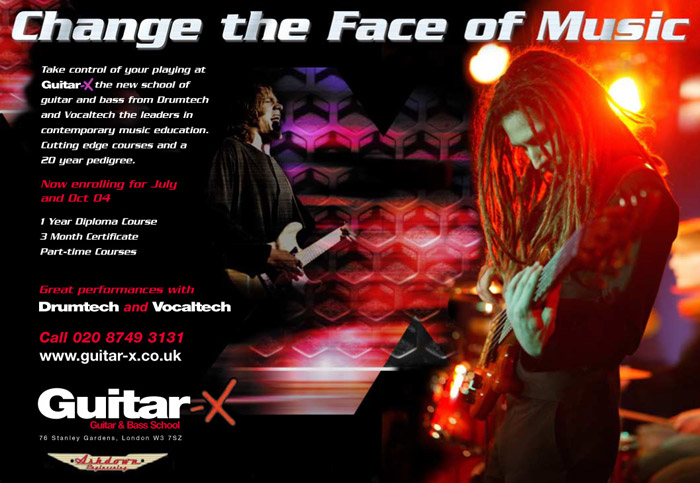 Change the Face of Music
Take control of your playing at
Guitar-X the new school of
guitar and bass from Drumtech
and Vocaltech the leaders in
contemporary music education.
Cutting edge courses and a
20 year pedigree.
Now enrolling for July
and Oct 04
1 Year Diploma Course
3 Month Certificate
Part-time Courses
Great performances with
Drumtech and Vocaltech
Call 020 8749 3131
www.guitar-x.co.uk
Guitar-X
Guitar & Bass School
76 Stanley Gardens, London W3 7SZ
Ashdown
Engineering